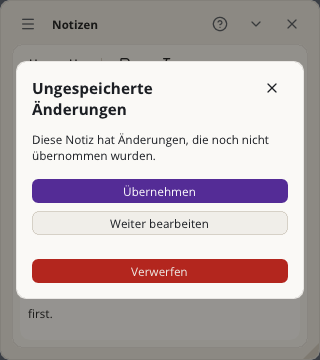 Notizen
Ungespeicherte
Änderungen
Diese Notiz hat Änderungen, die noch nicht
übernommen wurden.
Übernehmen
Weiter bearbeiten
Verwerfen
first.